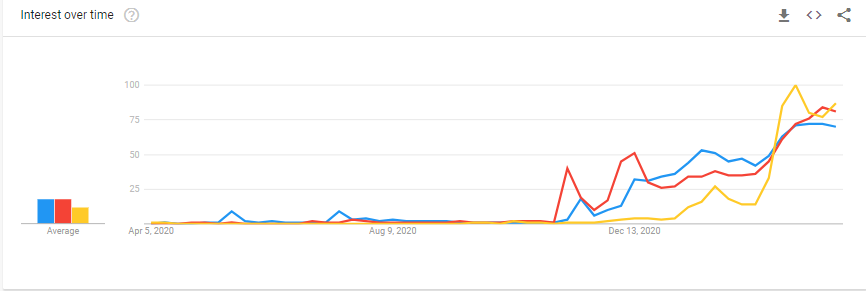 Interest over time
100
75
50
25
Average
Apr 5, 2020
Aug 9, 2020
Dec 13, 2020